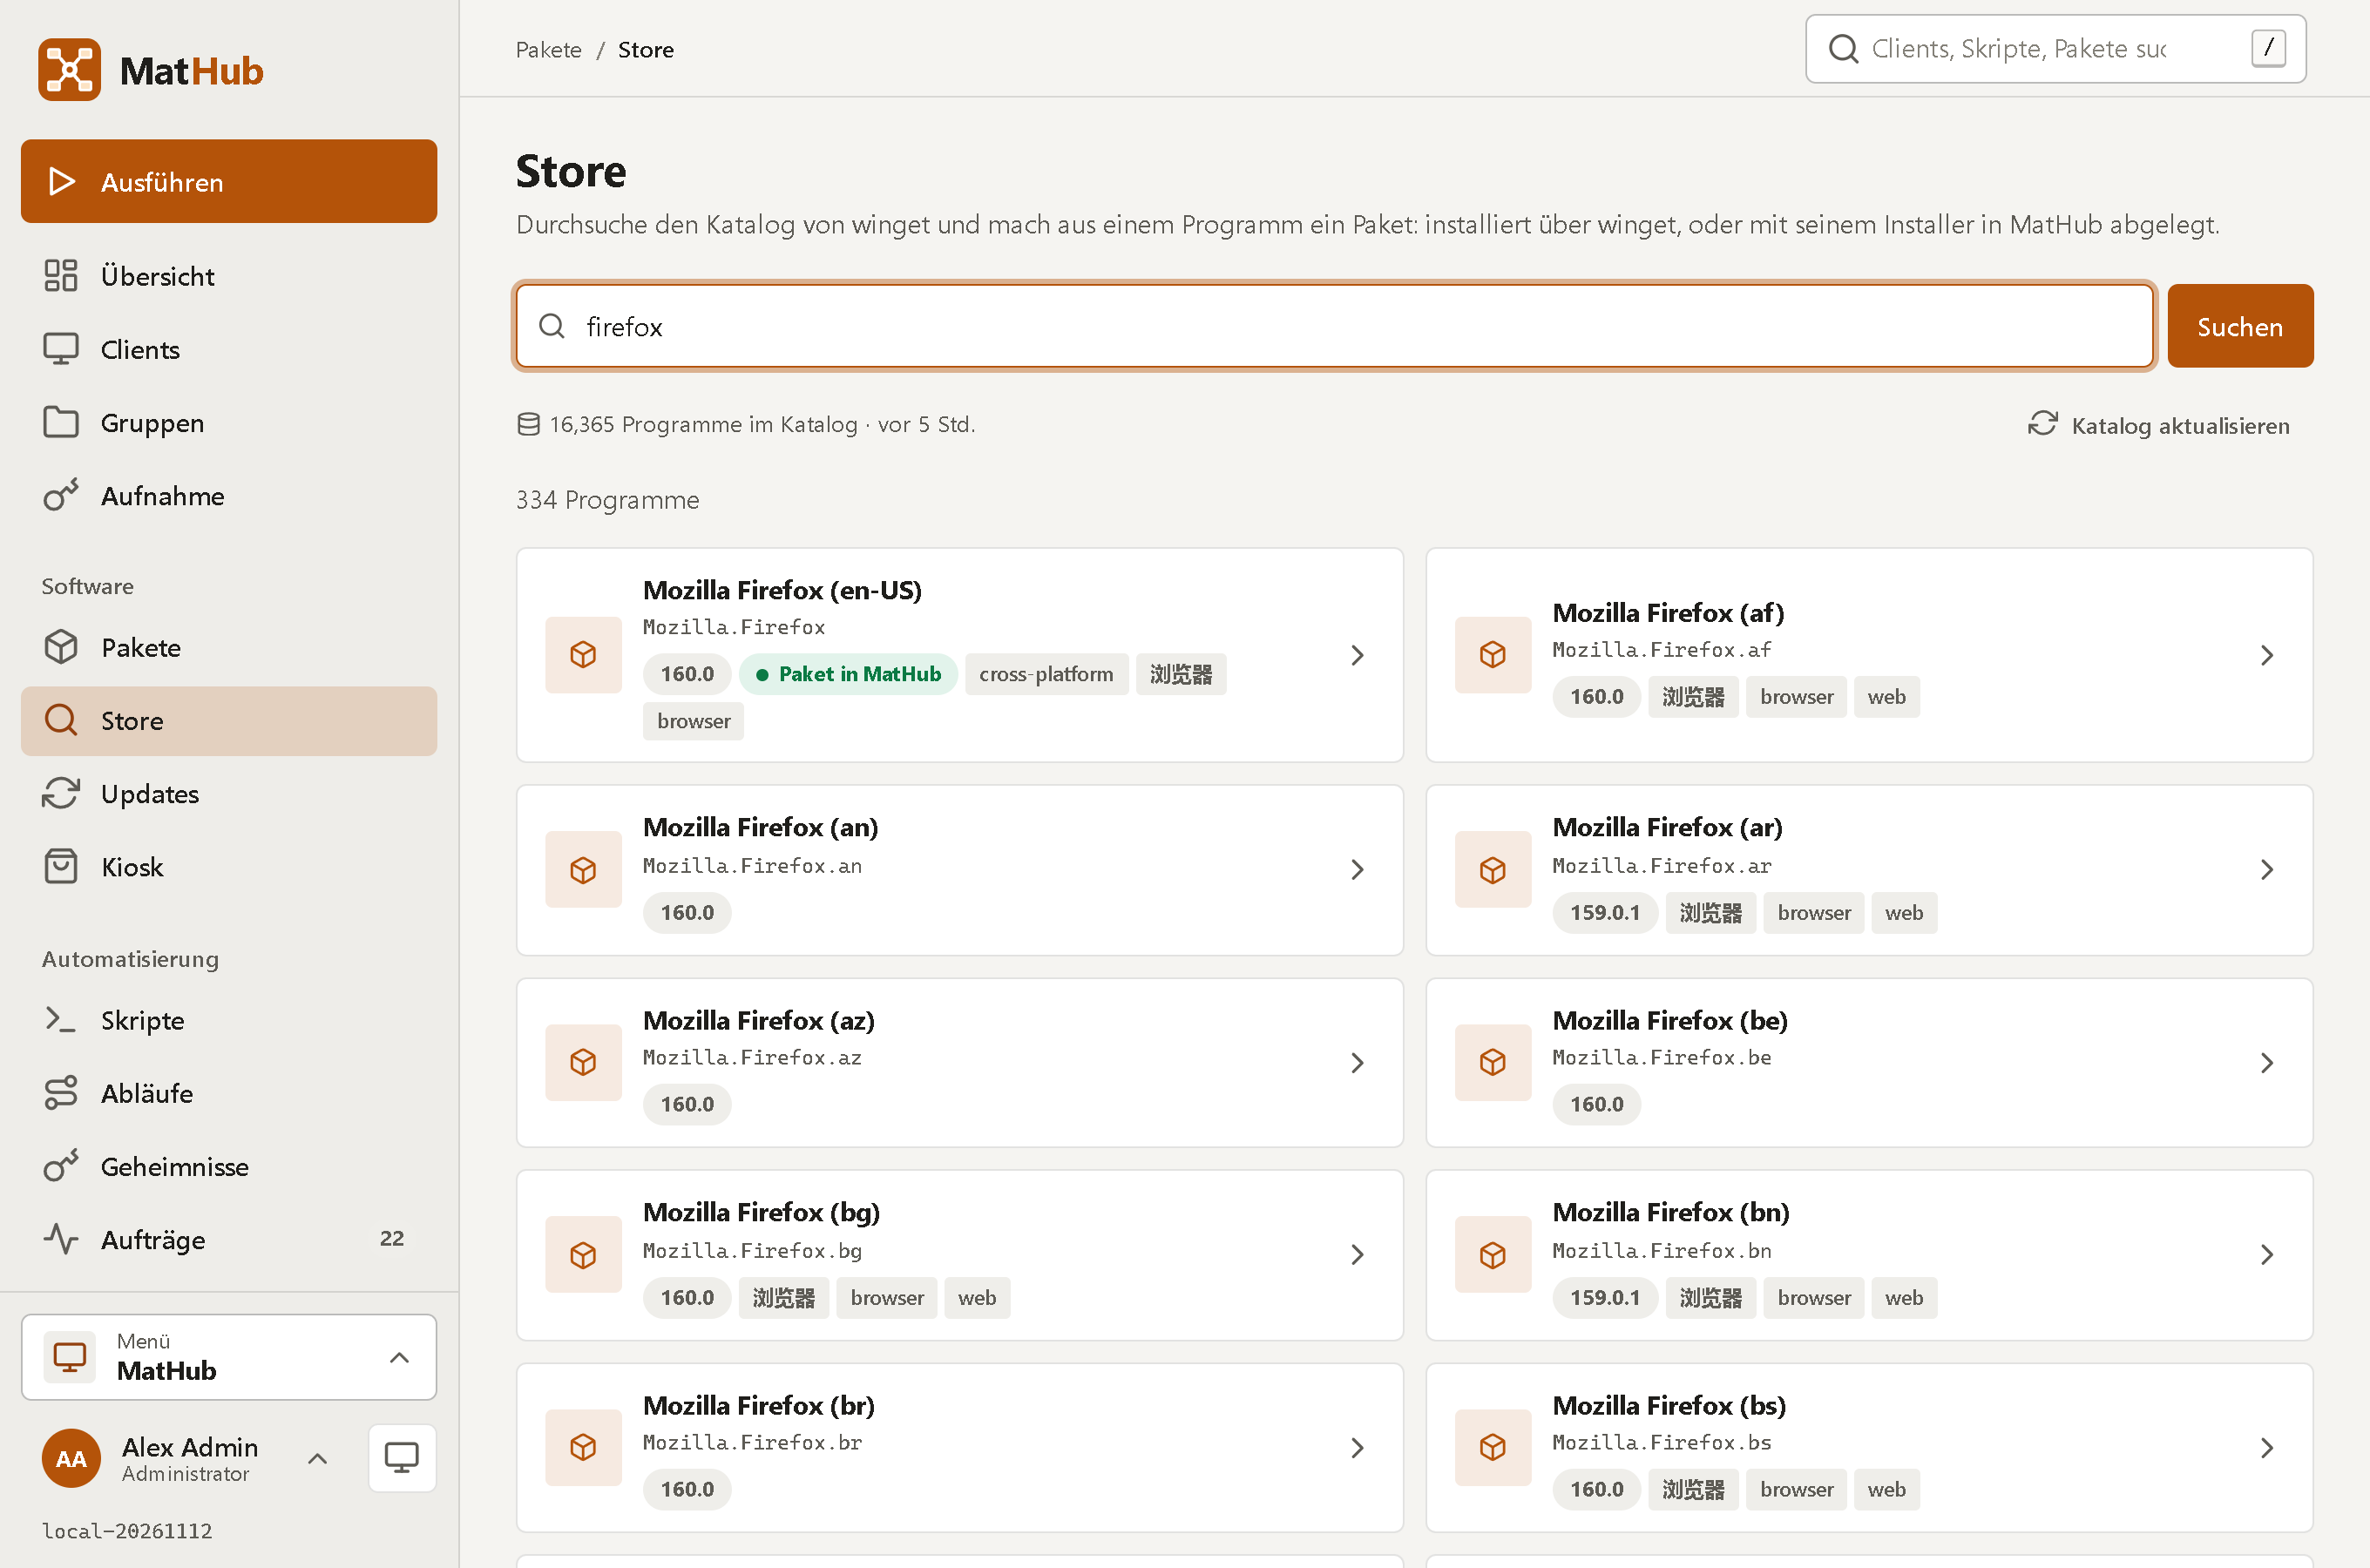 MatHub
Ausführen
Übersicht
Clients
Gruppen
Aufnahme
Software
Pakete
Store
Updates
Kiosk
Automatisierung
Skripte
Abläufe
Geheimnisse
Aufträge 22
Menü
MatHub
AA
Alex Admin
Administrator
local-20261112
Pakete / Store
Clients, Skripte, Pakete suc
/
Store
Durchsuche den Katalog von winget und mach aus einem Programm ein Paket: installiert über winget, oder mit seinem Installer in MatHub abgelegt.
firefox
Suchen
16,365 Programme im Katalog · vor 5 Std.
Katalog aktualisieren
334 Programme
Mozilla Firefox (en-US)
Mozilla.Firefox
160.0 Paket in MatHub cross-platform 浏览器
browser
Mozilla Firefox (af)
Mozilla.Firefox.af
160.0 浏览器 browser web
Mozilla Firefox (an)
Mozilla.Firefox.an
160.0
Mozilla Firefox (ar)
Mozilla.Firefox.ar
159.0.1 浏览器 browser web
Mozilla Firefox (az)
Mozilla.Firefox.az
160.0
Mozilla Firefox (be)
Mozilla.Firefox.be
160.0
Mozilla Firefox (bg)
Mozilla.Firefox.bg
160.0 浏览器 browser web
Mozilla Firefox (bn)
Mozilla.Firefox.bn
159.0.1 浏览器 browser web
Mozilla Firefox (br)
Mozilla.Firefox.br
160.0
Mozilla Firefox (bs)
Mozilla.Firefox.bs
160.0 浏览器 browser web